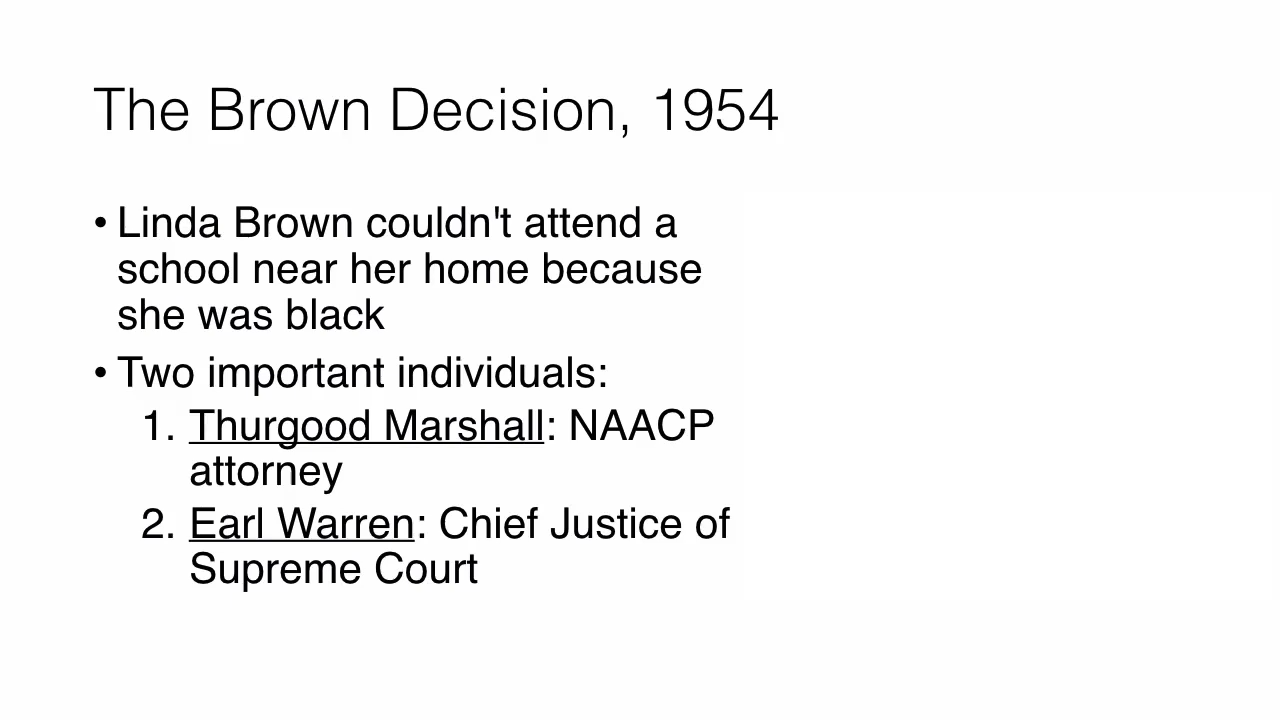 The Brown Decision, 1954
• Linda Brown couldn't attend a
school near her home because
she was black
• Two important individuals:
1. Thurgood Marshall: NAACP
attorney
2. Earl Warren: Chief Justice of
Supreme Court